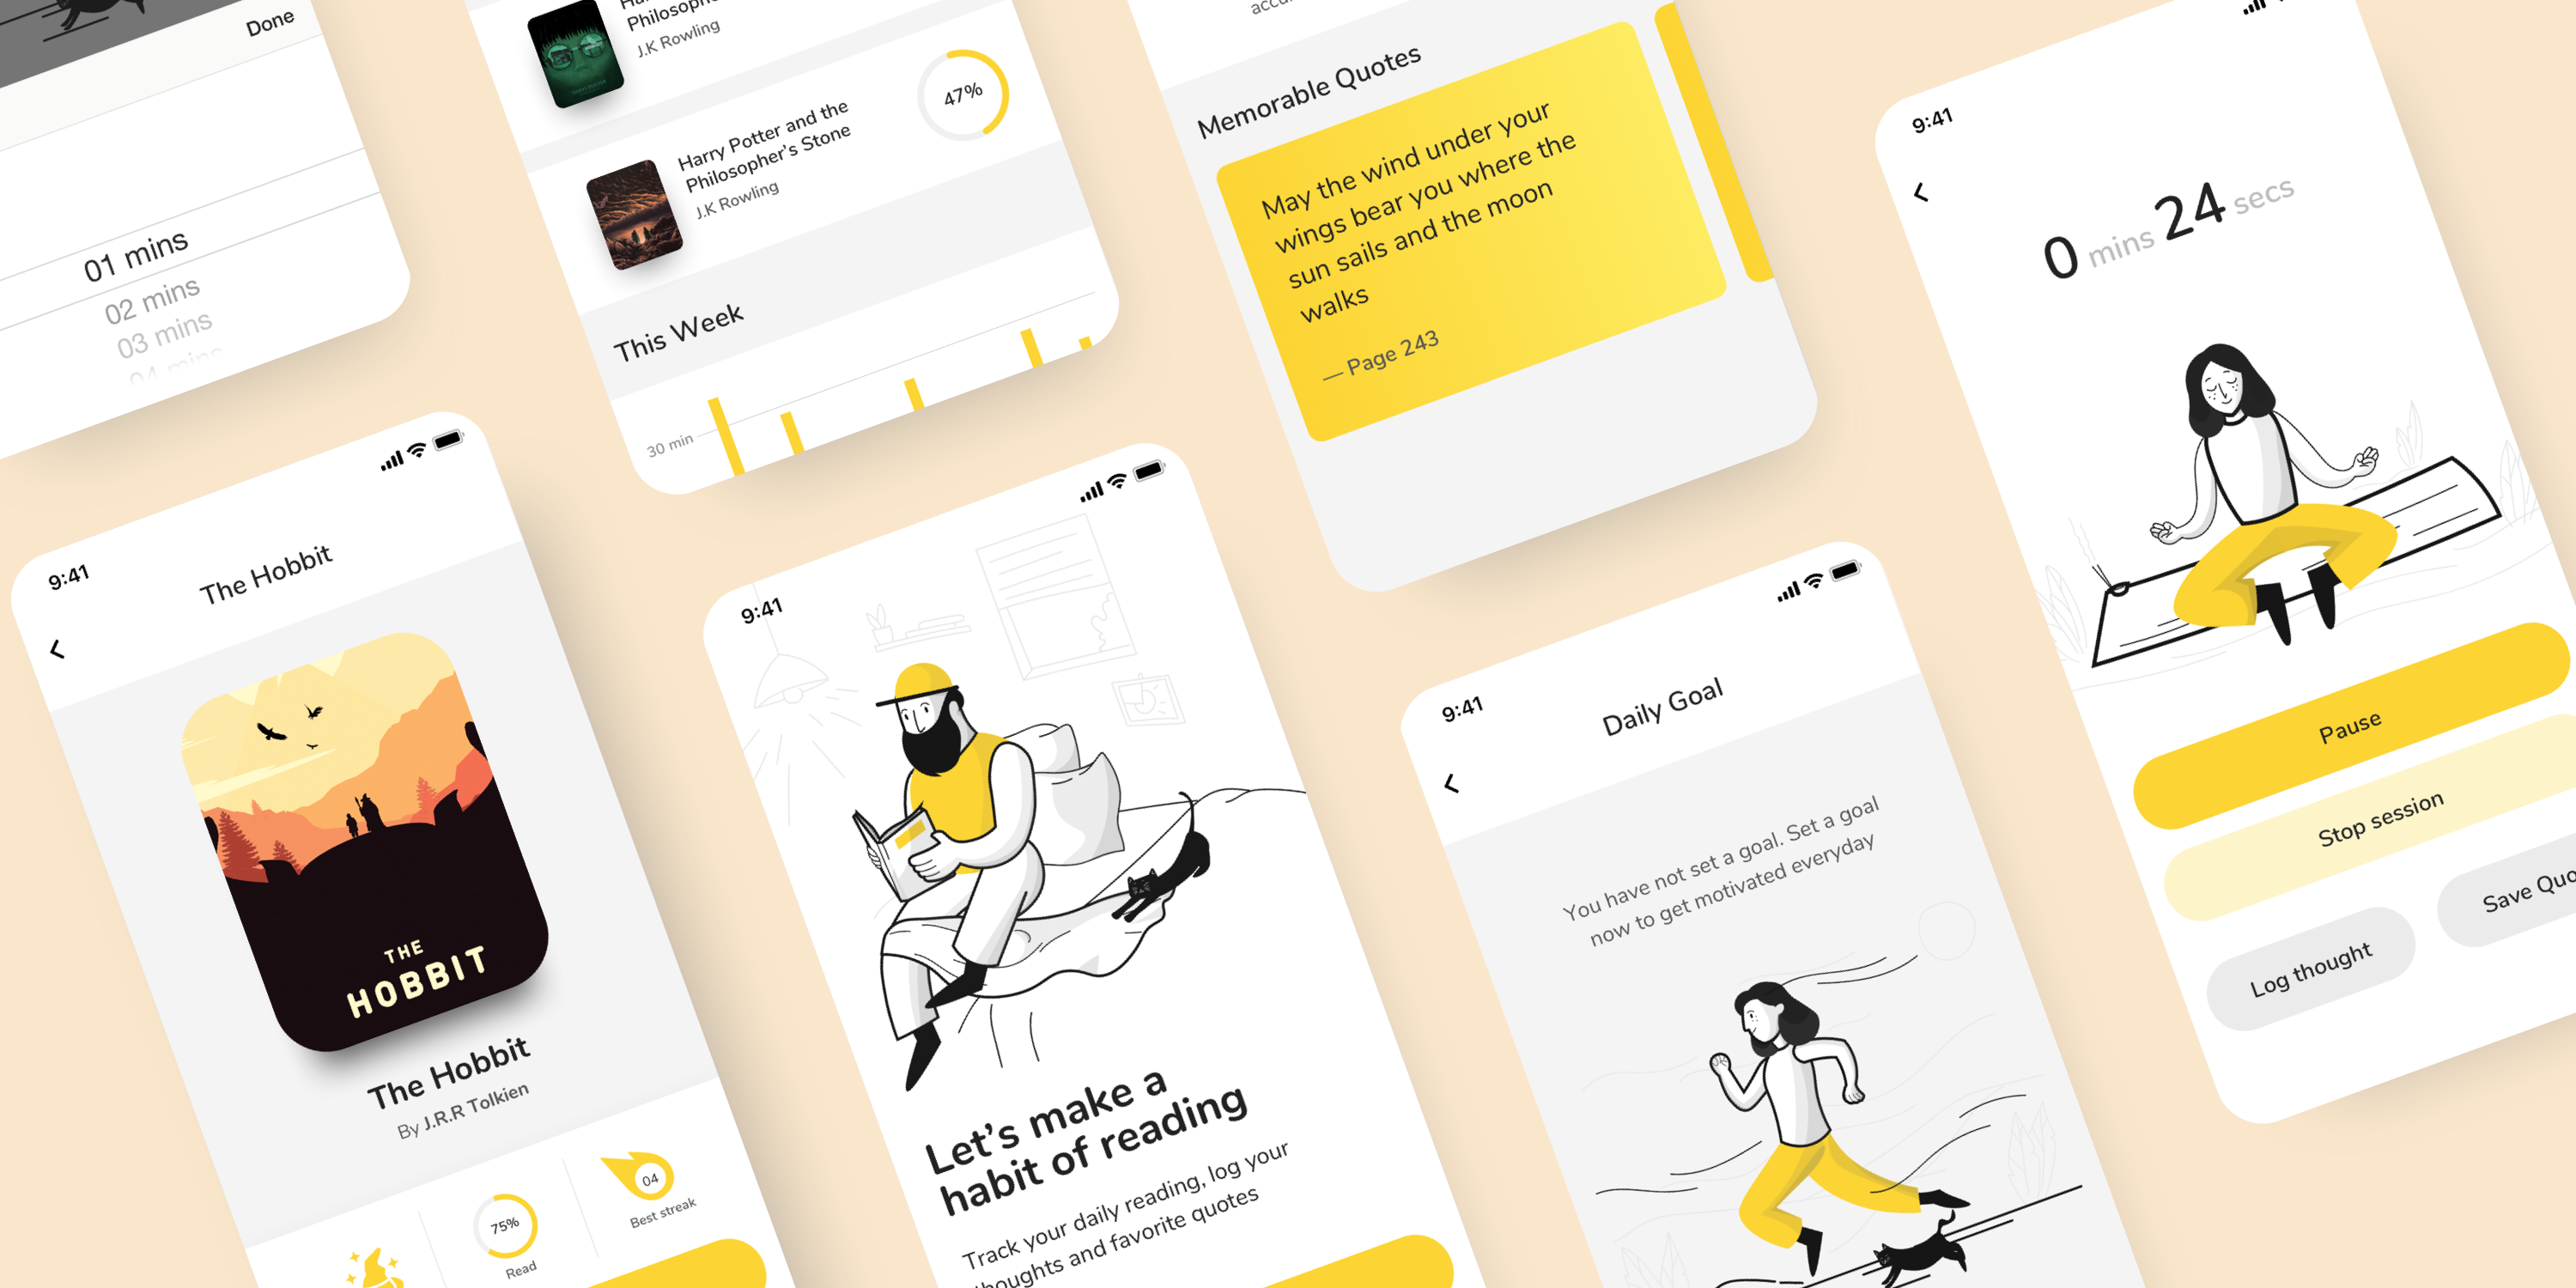 Done
01 mins
02 mins
03 mins
04 mins
Philosopher's
J.K Rowling
Harry Potter and the
Philosopher's Stone
J.K Rowling
47%
This Week
30 min
Memorable Quotes
May the wind under your
wings bear you where the
sun sails and the moon
walks
— Page 243
9:41
0 mins 24 secs
Pause
Stop session
Log thought
Save
9:41
The Hobbit
THE
HOBBIT
The Hobbit
By J.R.R Tolkien
75%
Read
04
Best streak
9:41
Let's make a
habit of reading
Track your daily reading, log your
thoughts and favorite quotes
9:41
Daily Goal
You have not set a goal. Set a goal
now to get motivated everyday